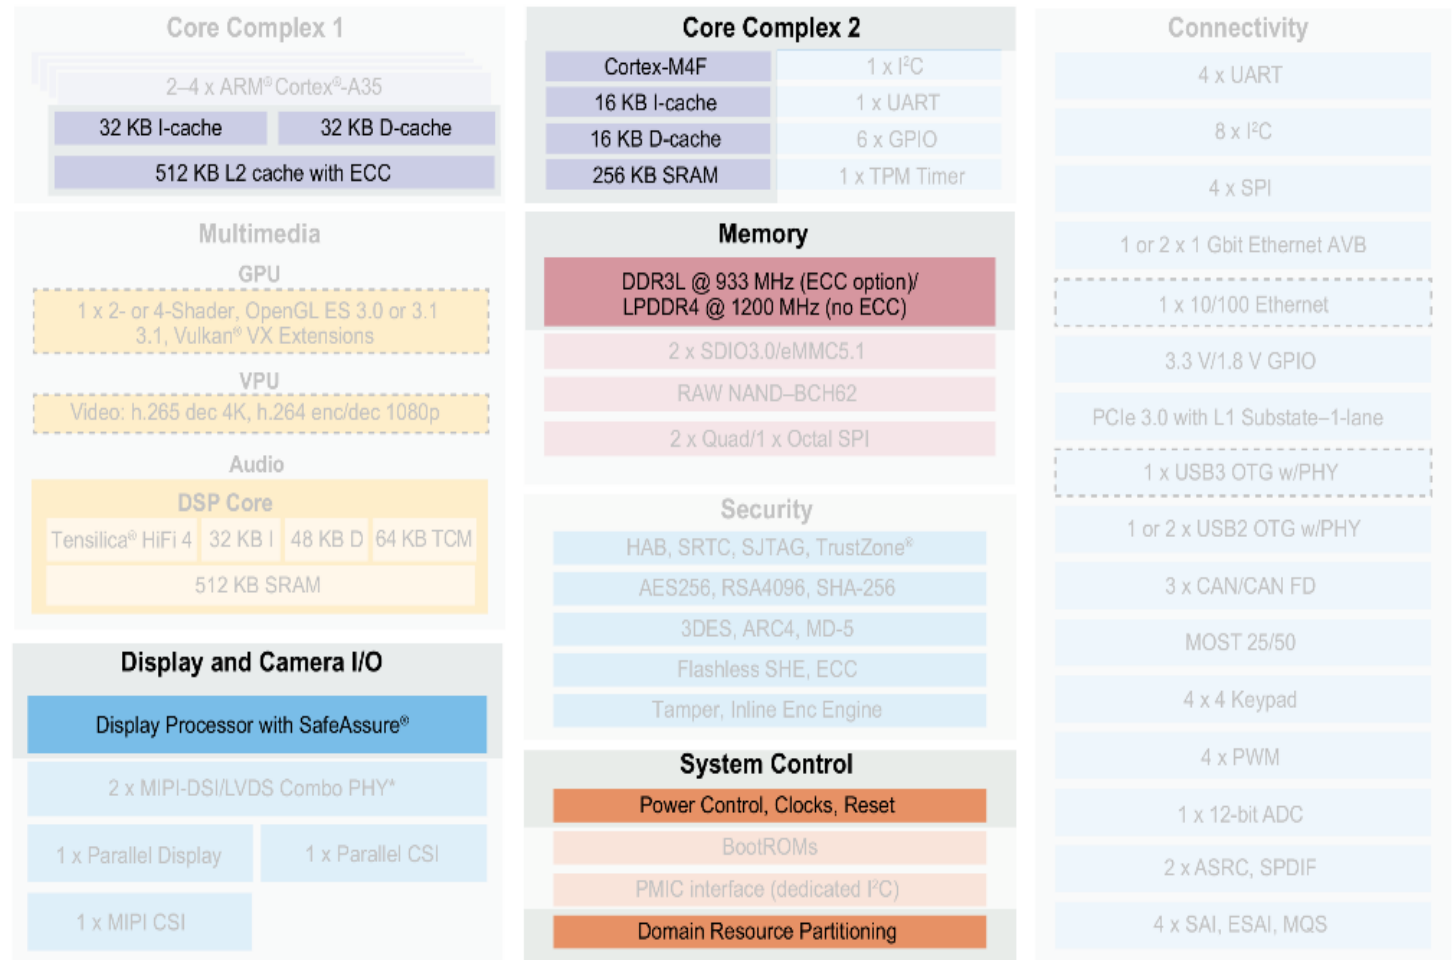 Core Complex 1
2–4 x ARM® Cortex®-A35
32 KB I-cache
32 KB D-cache
512 KB L2 cache with ECC
Multimedia
GPU
1 x 2- or 4-Shader, OpenGL ES 3.0 or 3.1
3.1, Vulkan® VX Extensions
VPU
Video: h.265 dec 4K, h.264 enc/dec 1080p
Audio
DSP Core
Tensilica® HiFi 4
32 KB I
48 KB D
64 KB TCM
512 KB SRAM
Display and Camera I/O
Display Processor with SafeAssure®
2 x MIPI-DSI/LVDS Combo PHY*
1 x Parallel Display
1 x Parallel CSI
1 x MIPI CSI
Core Complex 2
Cortex-M4F
1 x I²C
16 KB I-cache
1 x UART
16 KB D-cache
6 x GPIO
256 KB SRAM
1 x TPM Timer
Memory
DDR3L @ 933 MHz (ECC option)/
LPDDR4 @ 1200 MHz (no ECC)
2 x SDIO3.0/eMMC5.1
RAW NAND–BCH62
2 x Quad/1 x Octal SPI
Security
HAB, SRTC, SJTAG, TrustZone®
AES256, RSA4096, SHA-256
3DES, ARC4, MD-5
Flashless SHE, ECC
Tamper, Inline Enc Engine
System Control
Power Control, Clocks, Reset
BootROMs
PMIC interface (dedicated I²C)
Domain Resource Partitioning
Connectivity
4 x UART
8 x I²C
4 x SPI
1 or 2 x 1 Gbit Ethernet AVB
1 x 10/100 Ethernet
3.3 V/1.8 V GPIO
PCIe 3.0 with L1 Substate–1-lane
1 x USB3 OTG w/PHY
1 or 2 x USB2 OTG w/PHY
3 x CAN/CAN FD
MOST 25/50
4 x 4 Keypad
4 x PWM
1 x 12-bit ADC
2 x ASRC, SPDIF
4 x SAI, ESAI, MQS